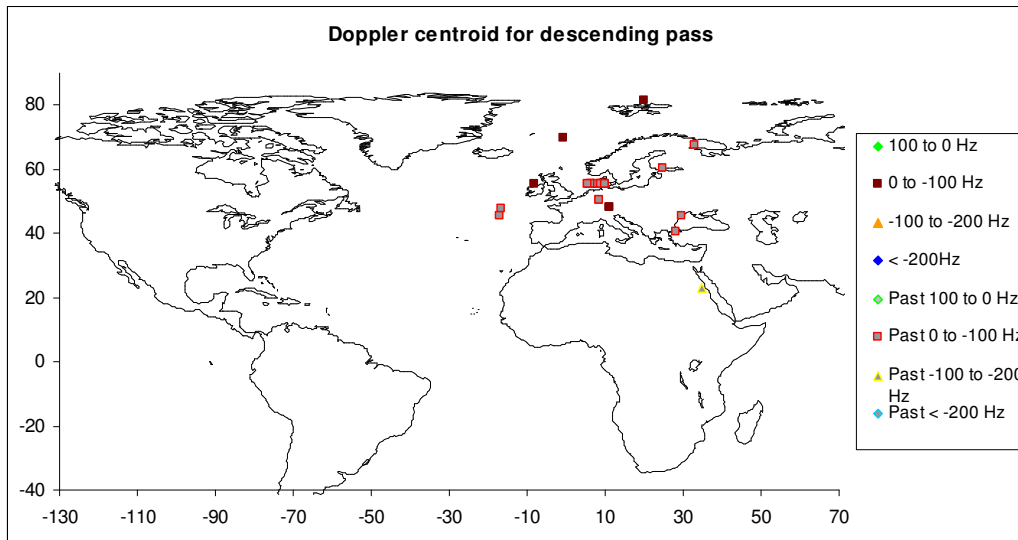 Doppler centroid for descending pass
80
60
40
20
0
-20
-40
-130 -110 -90 -70 -50 -30 -10 10 30 50 70
100 to 0 Hz
0 to -100 Hz
-100 to -200 Hz
< -200Hz
Past 100 to 0 Hz
Past 0 to -100 Hz
Past -100 to -200
Hz
Past < -200 Hz